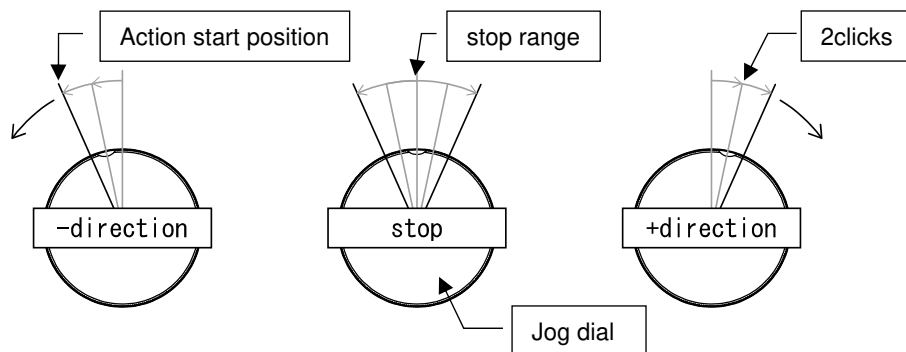 Action start position
stop range
2clicks
-direction
stop
+direction
Jog dial